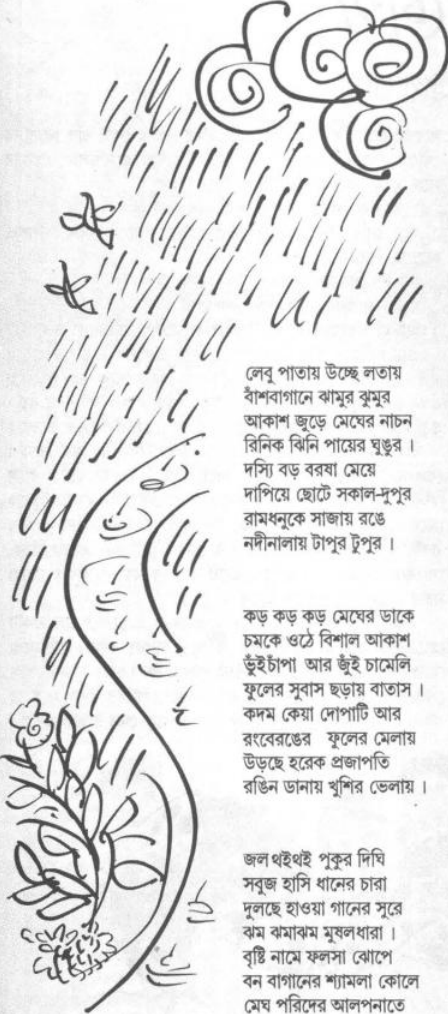 লেবু পাতায় উচ্ছে লতায়
বাঁশবাগানে ঝামুর ঝুমুর
আকাশ জুড়ে মেঘের নাচন
রিনিক ঝিনি পায়ের ঘুঙুর ।
দস্যি বড় বরষা মেয়ে
দাপিয়ে ছোটে সকাল-দুপুর
রামধনুকে সাজায় রঙে
নদীনালায় টাপুর টুপুর ।
কড় কড় কড় মেঘের ডাকে
চমকে ওঠে বিশাল আকাশ
ভুঁইচাঁপা আর জুঁই চামেলি
ফুলের সুবাস ছড়ায় বাতাস ।
কদম কেয়া দোপাটি আর
রংবেরঙের ফুলের মেলায়
উড়ছে হরেক প্রজাপতি
রঙিন ডানায় খুশির ভেলায় ।
জল থইথই পুকুর দিঘি
সবুজ হাসি ধানের চারা
দুলছে হাওয়া গানের সুরে
ঝম ঝমাঝম মুষলধারা ।
বৃষ্টি নামে ফলসা ঝোপে
বন বাগানের শ্যামলা কোলে
মেঘ পরিদের আলপনাতে